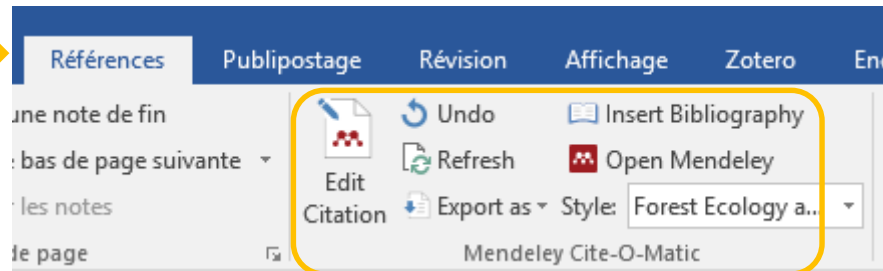 Références Publipostage Révision Affichage Zotero
une note de fin
bas de page suivante
les notes
de page
Edit
Citation
Undo
Refresh
Export as
Insert Bibliography
Open Mendeley
Style: Forest Ecology a...
Mendeley Cite-O-Matic